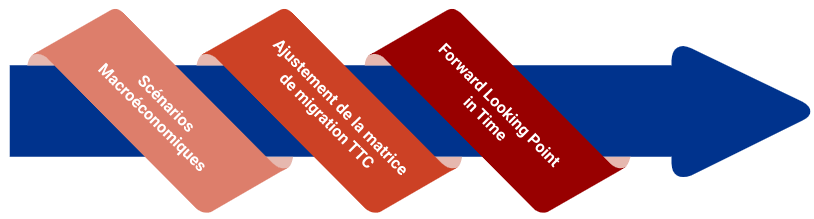 Scénarios
Macroéconomiques
Ajustement de la matrice
de migration TTC
Forward Looking Point
in Time